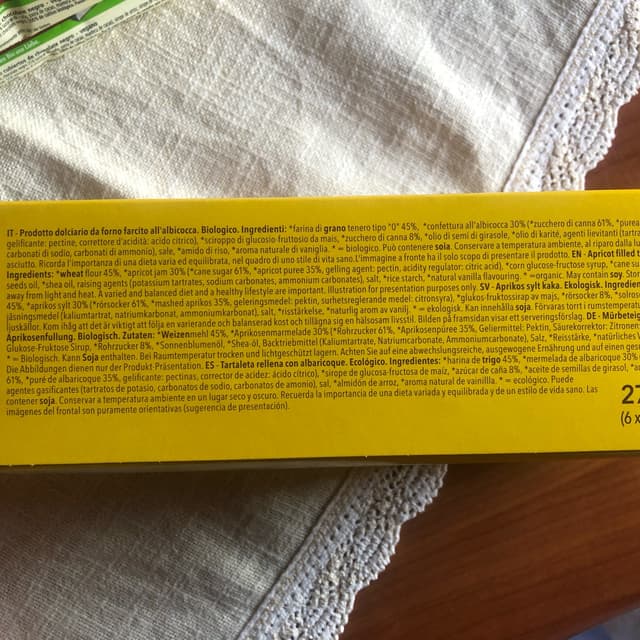 IT - Prodotto dolciario da forno farcito all'albicocca. Biologico. Ingredienti: *farina di grano tenero tipo "0" 45%, *confettura all'albicocca 30% (*zucchero di canna 61%, *purea
gelificante: pectine, correttore d'acidità: acido citrico), *sciroppo di glucosio-fruttosio da mais, *zucchero di canna 8%, *olio di semi di girasole, *olio di karité, agenti lievitanti (tartrati
carbonati di sodio, carbonati di ammonio), sale, *amido di riso, *aroma naturale di vaniglia. * = biologico. Può contenere soia. Conservare a temperatura ambiente, al riparo dalla luce
asciutto. Ricorda l'importanza di una dieta varia ed equilibrata, nel quadro di uno stile di vita sano. L'immagine a fronte ha il solo scopo di presentare il prodotto. EN - Apricot filled
Ingredients: *wheat flour 45%, *apricot jam 30% (*cane sugar 61%, *apricot puree 35%, gelling agent: pectin, acidity regulator: citric acid), *corn glucose-fructose syrup, *cane
seeds oil, *shea oil, raising agents (potassium tartrates, sodium carbonates, ammonium carbonates), salt, *rice starch, *natural vanilla flavouring. * =organic. May contain soy.
away from light and heat. A varied and balanced diet and a healthy lifestyle are important. Illustration for presentation purposes only. SV - Aprikos sylt kaka. Ekologisk.
45%, *aprikos sylt 30% (*rörsocker 61%, *mashed aprikos 35%, geleringsmedel: pektin, surhetsreglerande medel: citronsyra), *glukos-fruktossirap av majs, *rörsocker 8%,
jäsningsmedel (kaliumtartrat, natriumkarbonat, ammoniumkarbonat), salt, *risstärkelse, *naturlig arom av vanilj. * = ekologisk. Kan innehålla soja. Förvaras torrt i rumstemperatur
ljuskällor. Kom ihåg att det är viktigt att följa en varierande och balanserad kost och tillägna sig en hälsosam livsstil. Bilden på framsidan visar ett serveringsförslag. DE - Mürbeteig
Aprikosenfullung. Biologisch. Zutaten: *Weizenmehl 45%, *Aprikosenmarmelade 30% (*Rohrzucker 61%, *Aprikosenpüree 35%, Geliermittel: Pektin, Säurekorrektor:
Glukose-Fruktose Sirup, *Rohrzucker 8%, *Sonnenblumenöl, *Shea-öl, Backtriebmittel (Kaliumtartrate, Natriumcarbonate, Ammoniumcarbonate), Salz, *Reisstärke, *natürliches
* = Biologisch. Kann Soja enthalten. Bei Raumtemperatur trocken und lichtgeschützt lagern. Achten Sie auf eine abwechslungsreiche, ausgewogene Ernährung und auf einen
Die Abbildungen dienen nur der Produkt-Präsentation. ES - Tartaleta rellena con albaricoque. Ecológico. Ingredientes: *harina de trigo 45%, *mermelada de albaricoque 30%
61%, *puré de albaricoque 35%, gelificante: pectinas, corrector de acidez: ácido cítrico), *sirope de glucosa-fructosa de maíz, *azúcar de caña 8%, *aceite de semillas de girasol,
agentes gasificantes (tartratos de potasio, carbonatos de sodio, carbonatos de amonio), sal, *almidón de arroz, *aroma natural de vainillla. * = ecológico. Puede
contener soja. Conservar a temperatura ambiente en un lugar seco y oscuro. Recuerda la importancia de una dieta variada y equilibrada y de un estilo de vida sano. Las
imágenes del frontal son puramente orientativas (sugerencia de presentación).
27
(6 x